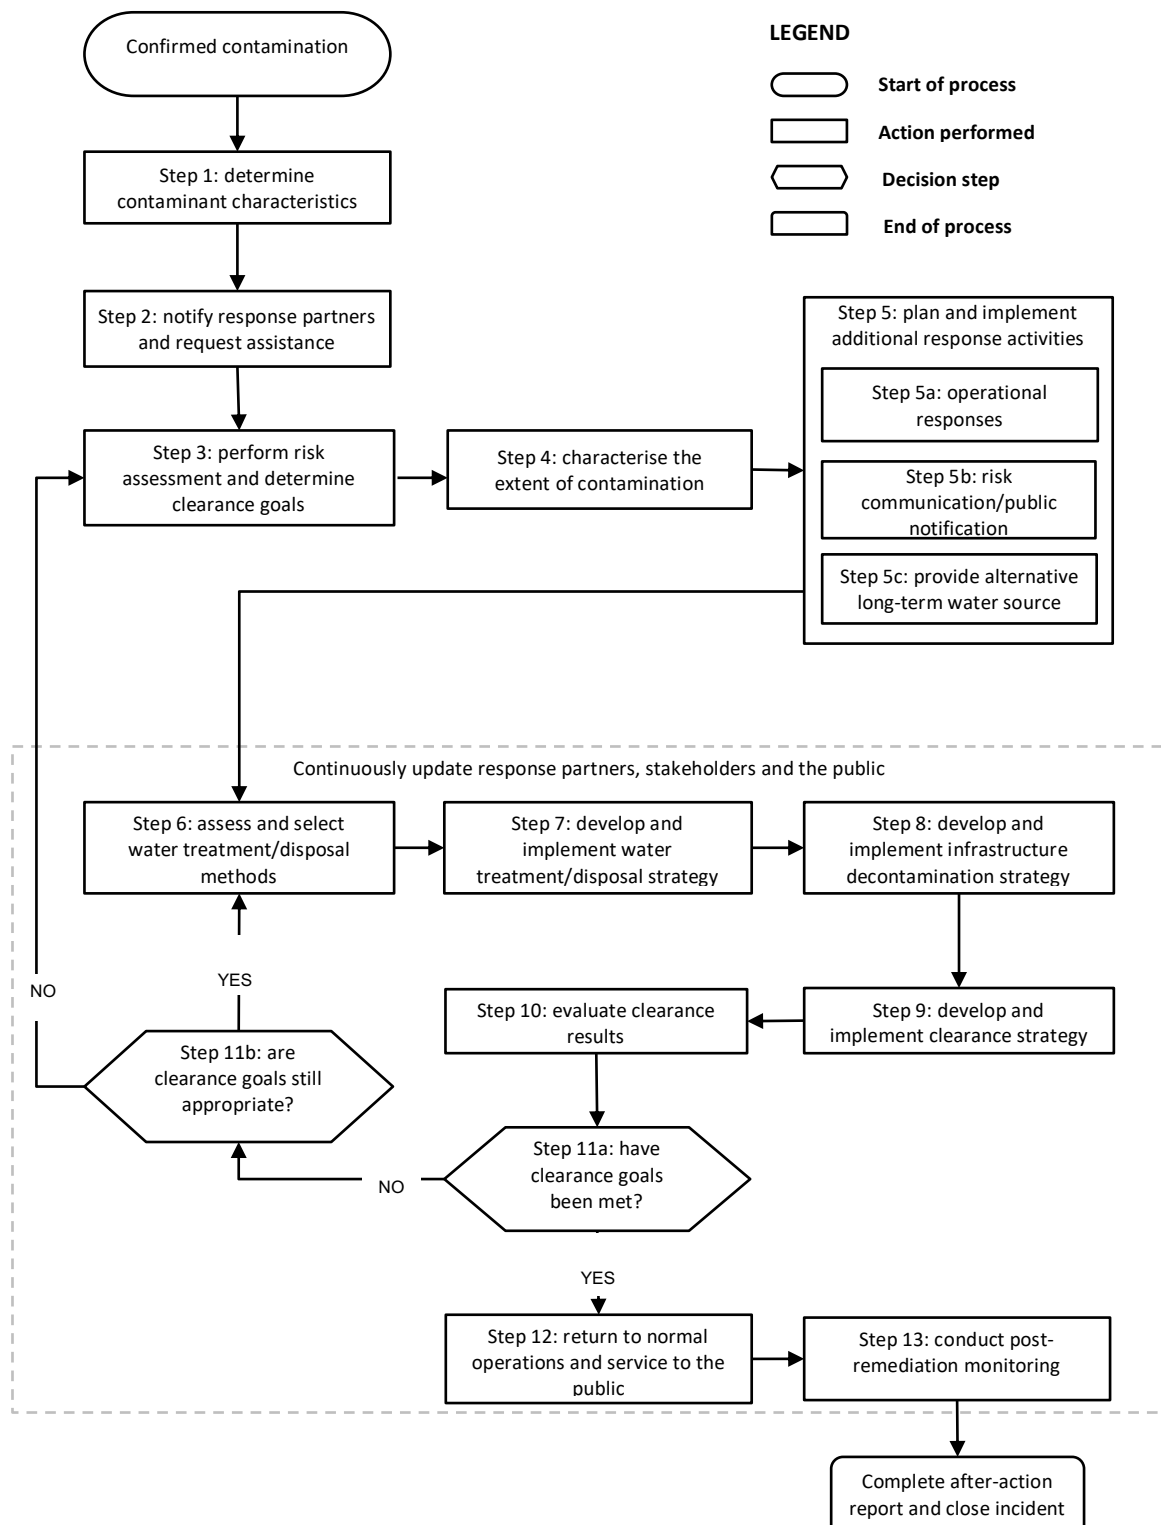 Confirmed contamination
LEGEND
Start of process
Action performed
Decision step
End of process
Step 1: determine
contaminant characteristics
Step 2: notify response partners
and request assistance
Step 3: perform risk
assessment and determine
clearance goals
Step 4: characterise the
extent of contamination
Step 5: plan and implement
additional response activities
Step 5a: operational
responses
Step 5b: risk
communication/public
notification
Step 5c: provide alternative
long-term water source
Continuously update response partners, stakeholders and the public
Step 6: assess and select
water treatment/disposal
methods
Step 7: develop and
implement water
treatment/disposal strategy
Step 8: develop and
implement infrastructure
decontamination strategy
Step 9: develop and
implement clearance strategy
Step 10: evaluate clearance
results
YES
NO
Step 11b: are
clearance goals still
appropriate?
Step 11a: have
clearance goals
been met?
NO
YES
Step 12: return to normal
operations and service to the
public
Step 13: conduct post-
remediation monitoring
Complete after-action
report and close incident